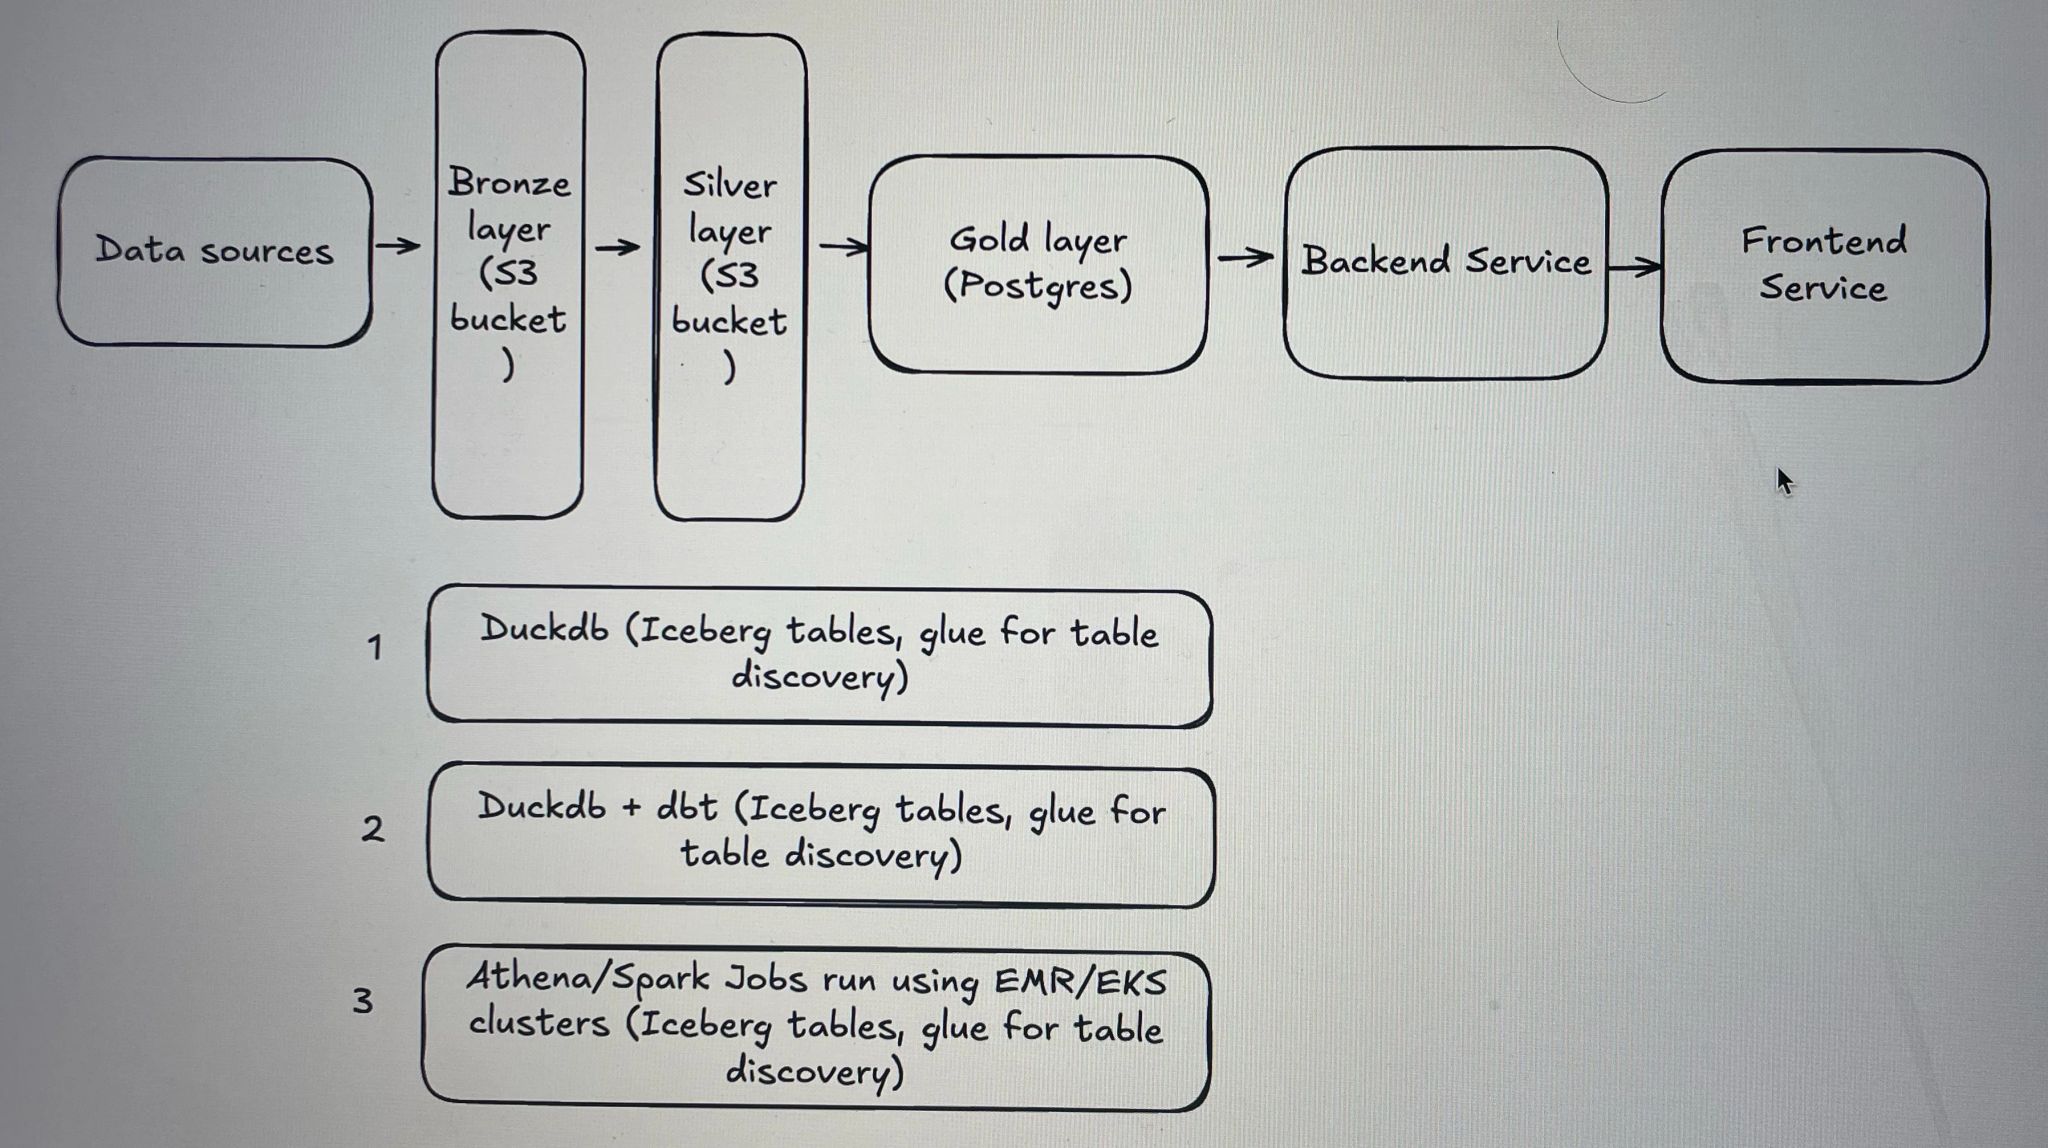 Data sources
Bronze
layer
(S3
bucket
)
Silver
layer
(S3
bucket
)
Gold layer
(Postgres)
Backend Service
Frontend
Service
1
Duckdb (Iceberg tables, glue for table
discovery)
2
Duckdb + dbt (Iceberg tables, glue for
table discovery)
3
Athena/Spark Jobs run using EMR/EKS
clusters (Iceberg tables, glue for table
discovery)